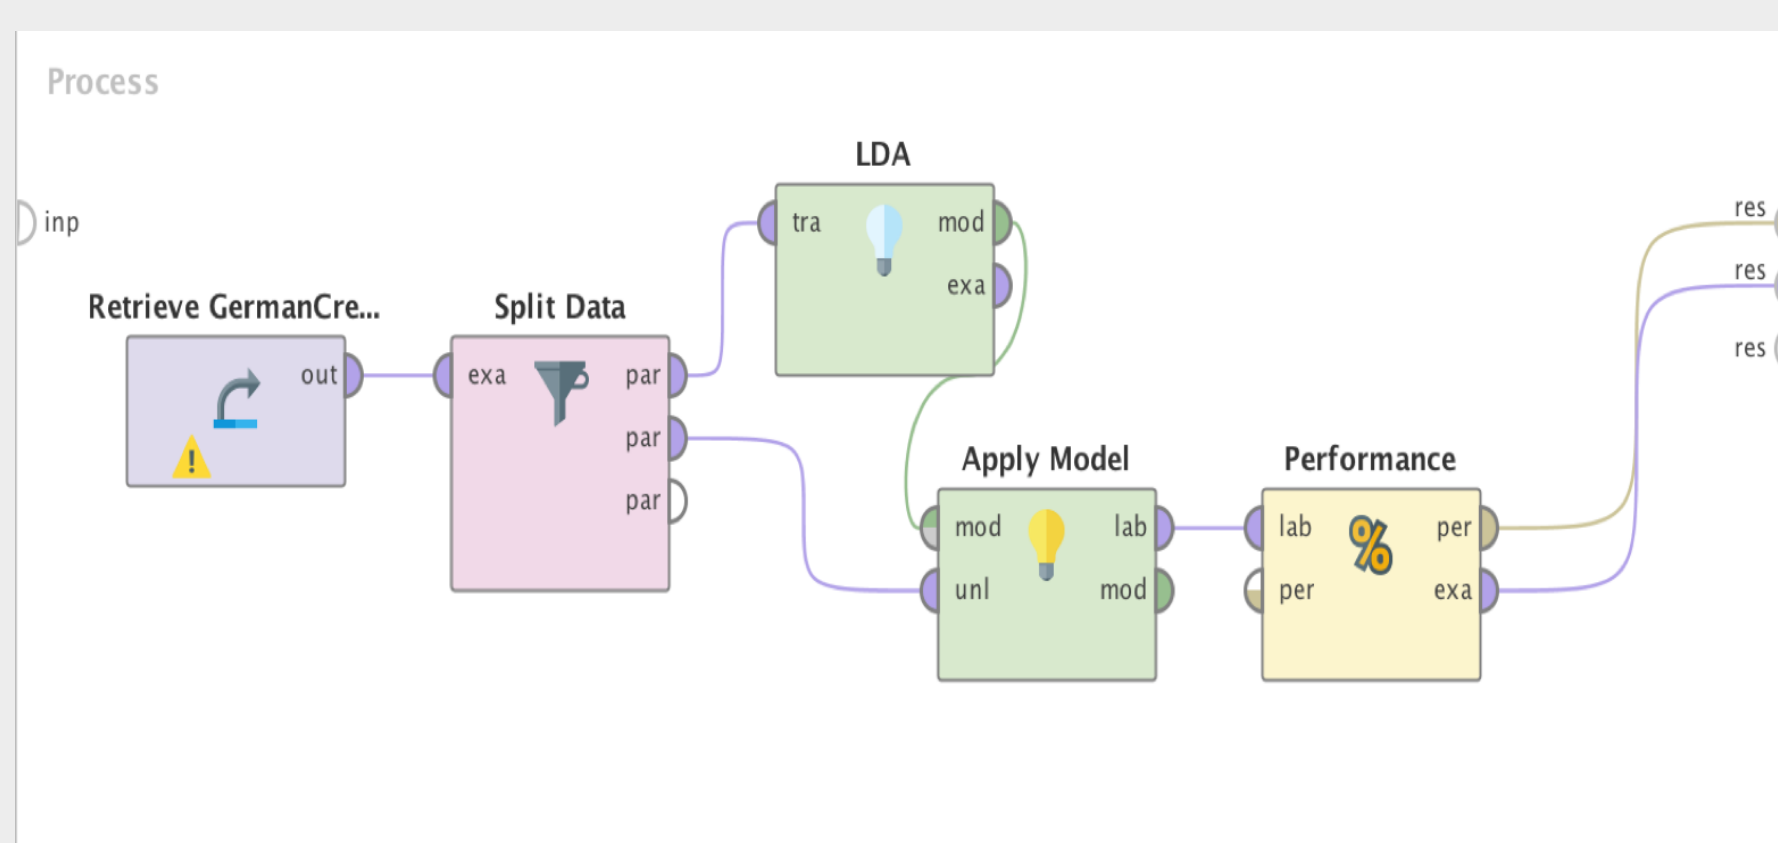 Process
inp
Retrieve GermanCre...
out
Split Data
exa
par
par
par
LDA
tra
mod
exa
Apply Model
mod
lab
unl
mod
Performance
lab
per
per
exa
res
res
res
%